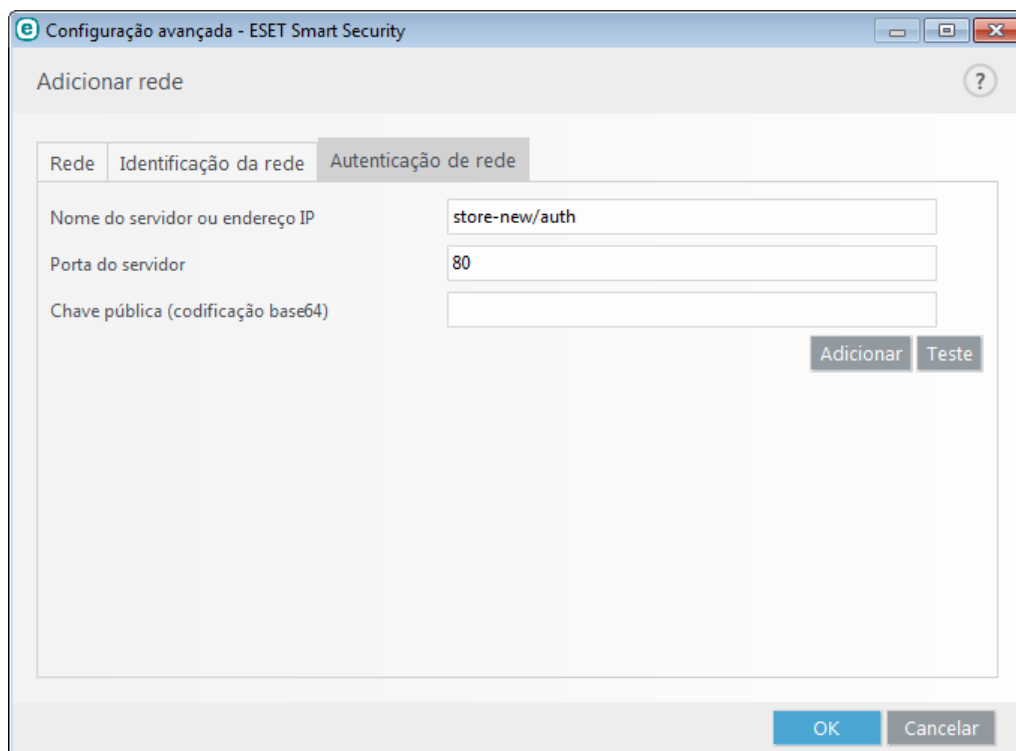 Configuração avançada - ESET Smart Security
Adicionar rede
?
Rede Identificação da rede Autenticação de rede
Nome do servidor ou endereço IP store-new/auth
Porta do servidor 80
Chave pública (codificação base64)
Adicionar Teste
OK Cancelar